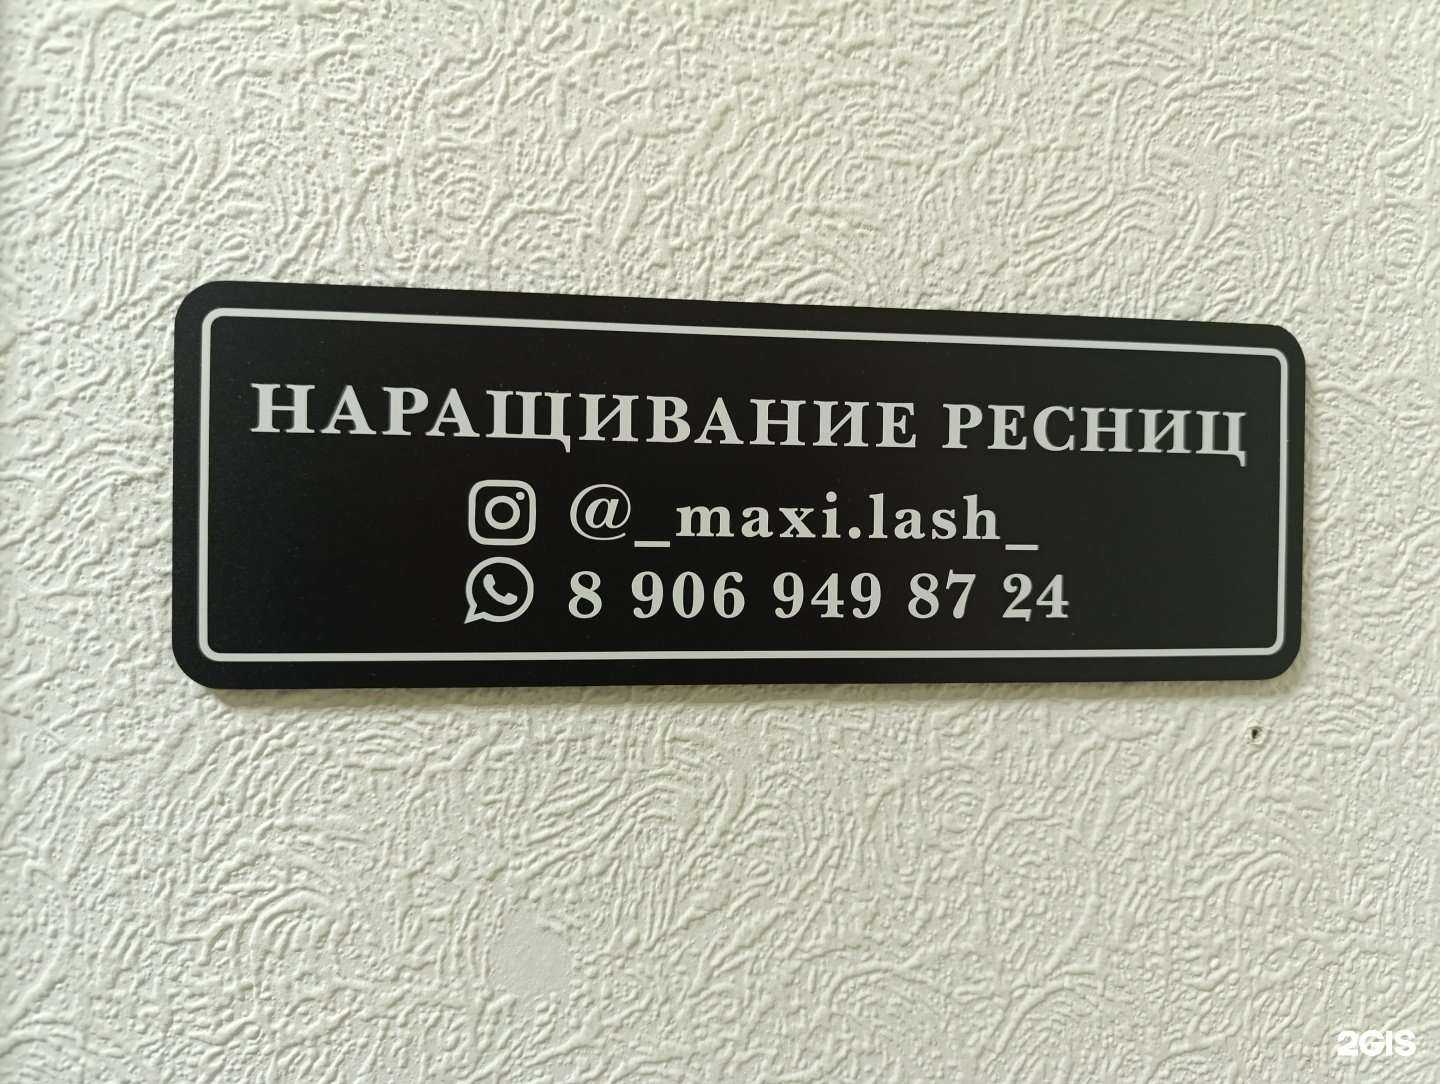 НАРАЩИВАНИЕ РЕСНИЦ
@_maxi.lash_
8 906 949 87 24
2GIS